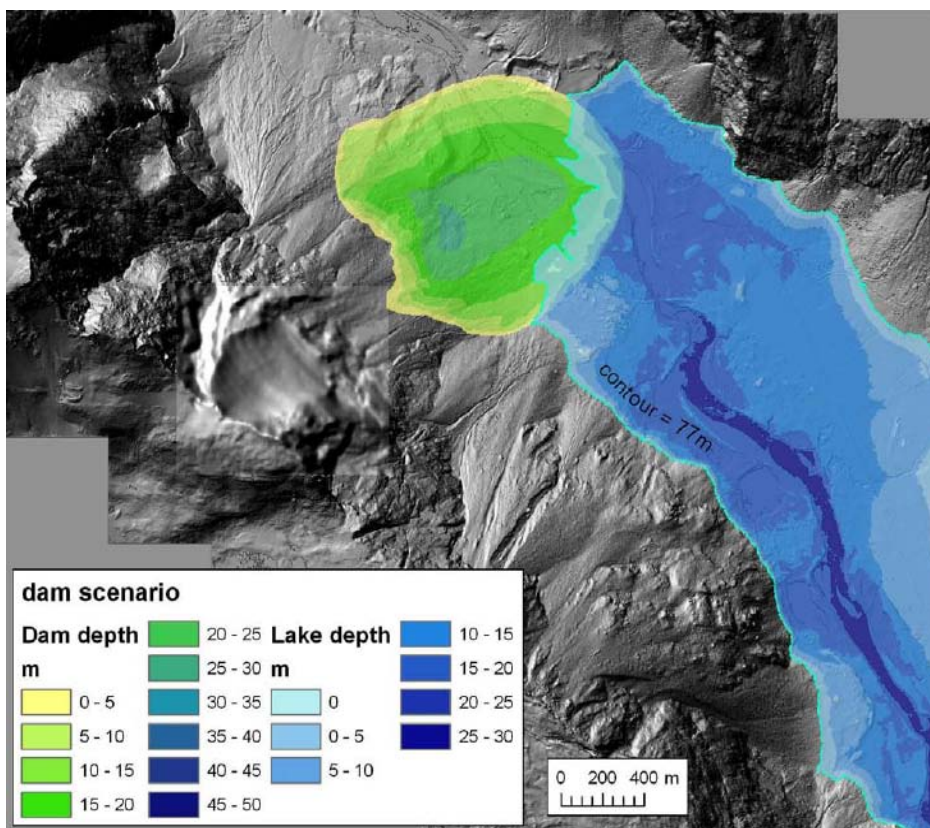 contour = 77m
dam scenario
Dam depth
m
0 - 5
5 - 10
10 - 15
15 - 20
20 - 25
25 - 30
30 - 35
35 - 40
40 - 45
45 - 50
Lake depth
m
0
0 - 5
5 - 10
10 - 15
15 - 20
20 - 25
25 - 30
0 200 400 m